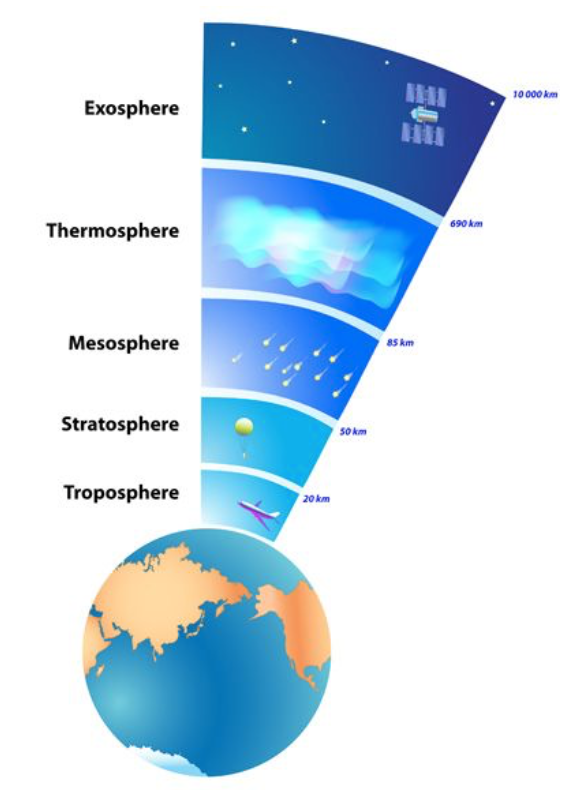 10 000 km
Exosphere
690 km
Thermosphere
85 km
Mesosphere
50 km
Stratosphere
20 km
Troposphere